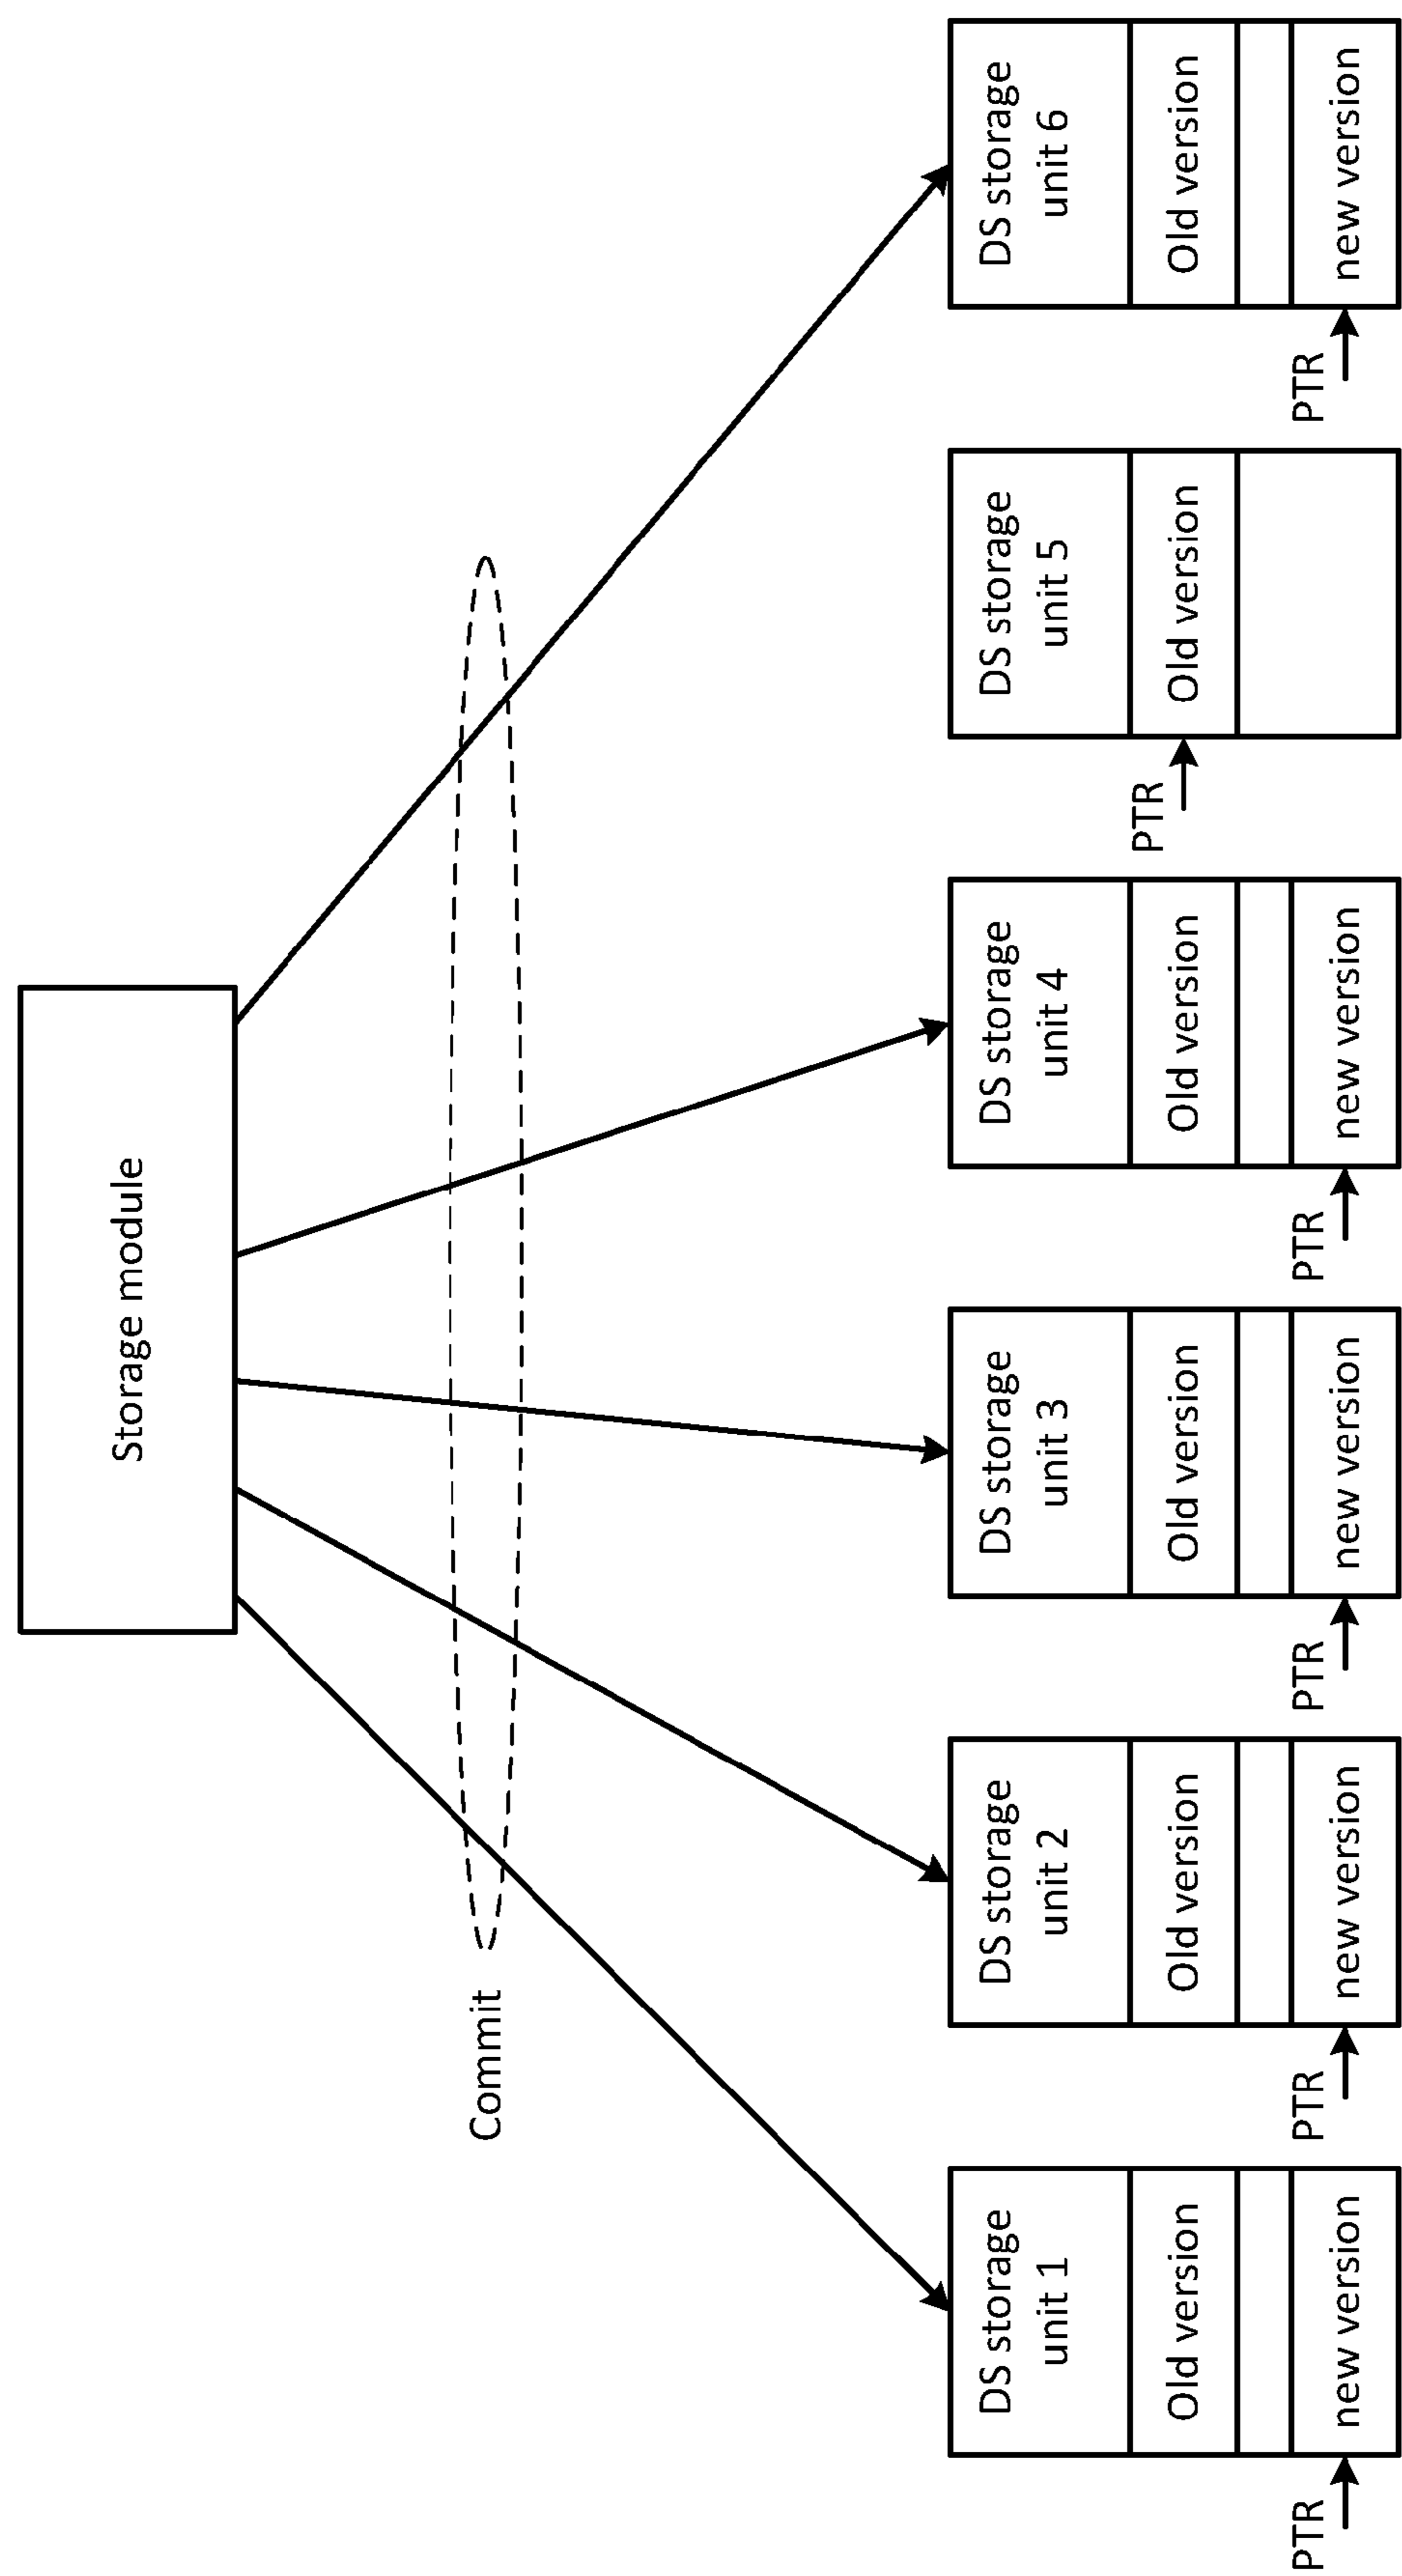 Storage module
Commit
DS storage
unit 1
Old version
new version
PTR
DS storage
unit 2
Old version
new version
PTR
DS storage
unit 3
Old version
new version
PTR
DS storage
unit 4
Old version
new version
PTR
DS storage
unit 5
Old version
PTR
DS storage
unit 6
Old version
new version
PTR